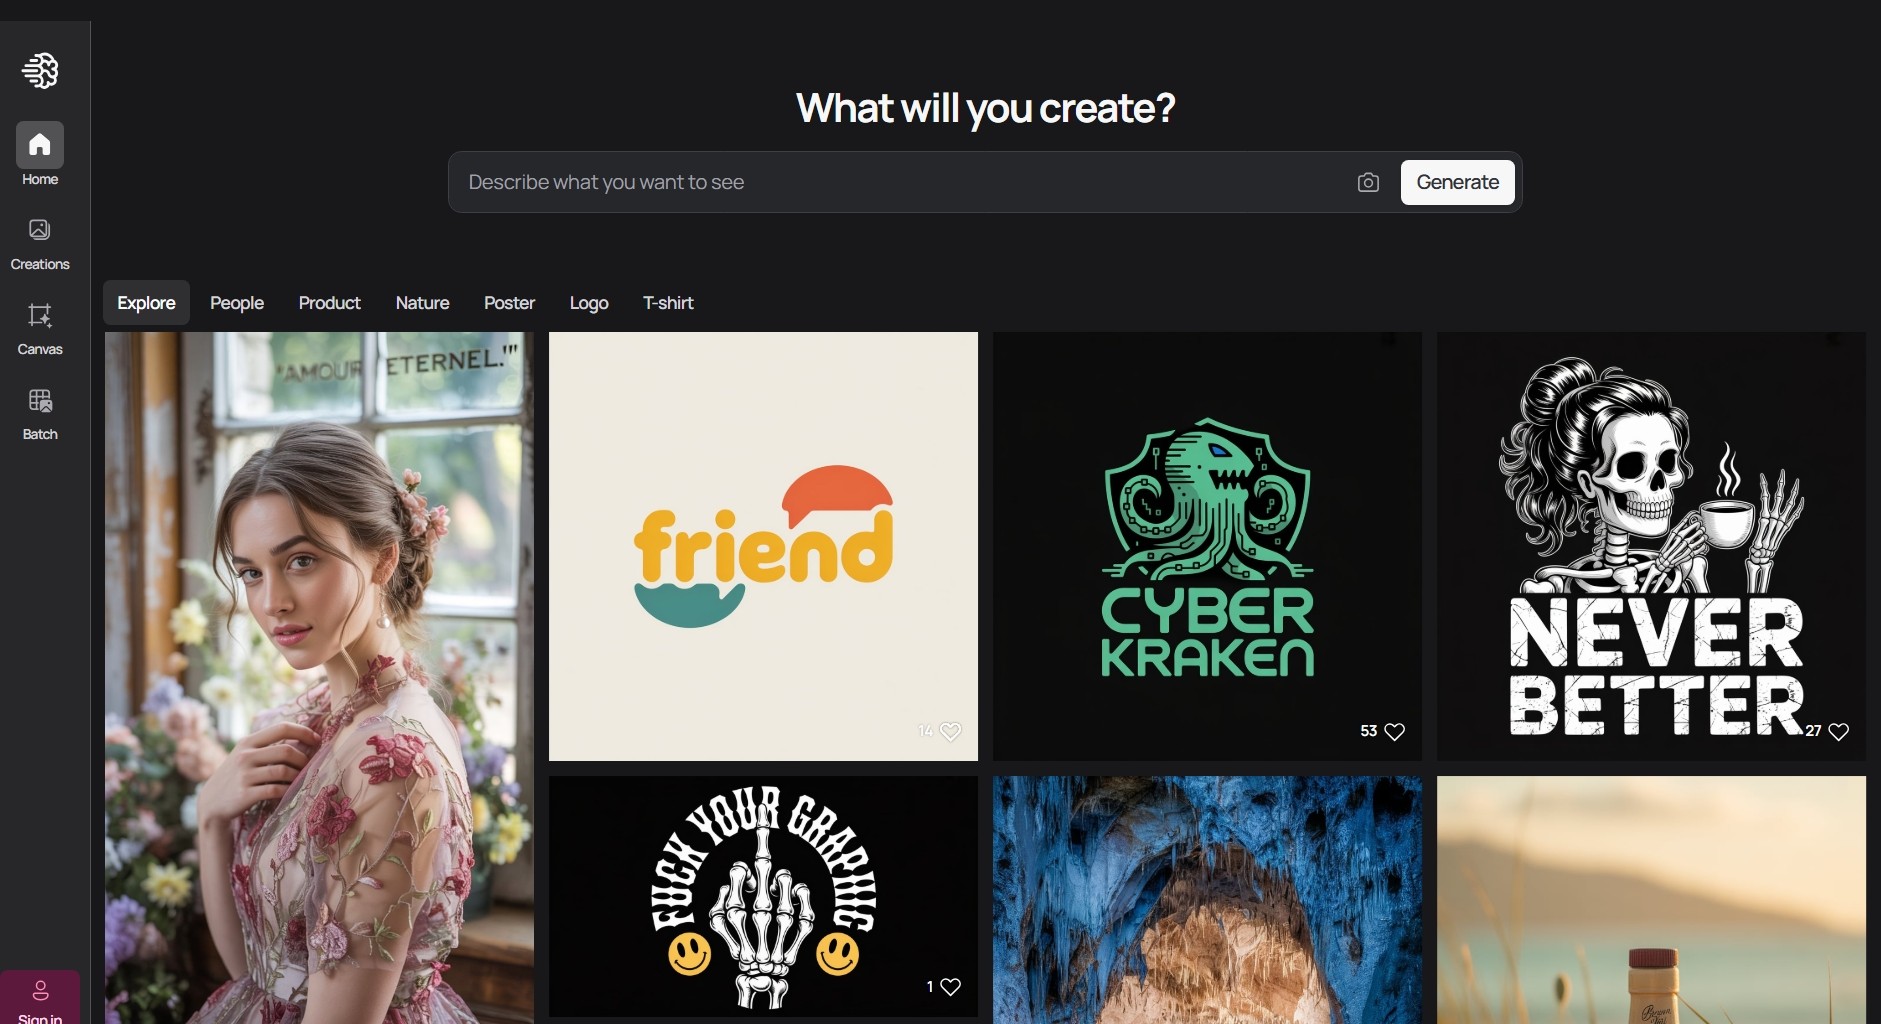 What will you create?
Describe what you want to see
Generate
Home
Creations
Canvas
Batch
Sign in
Explore
People
Product
Nature
Poster
Logo
T-shirt
"AMOUR ETERNEL."'
friend
14
CYBER
KRAKEN
53
NEVER
BETTER
27
FUCK YOUR GRAPHIC
1